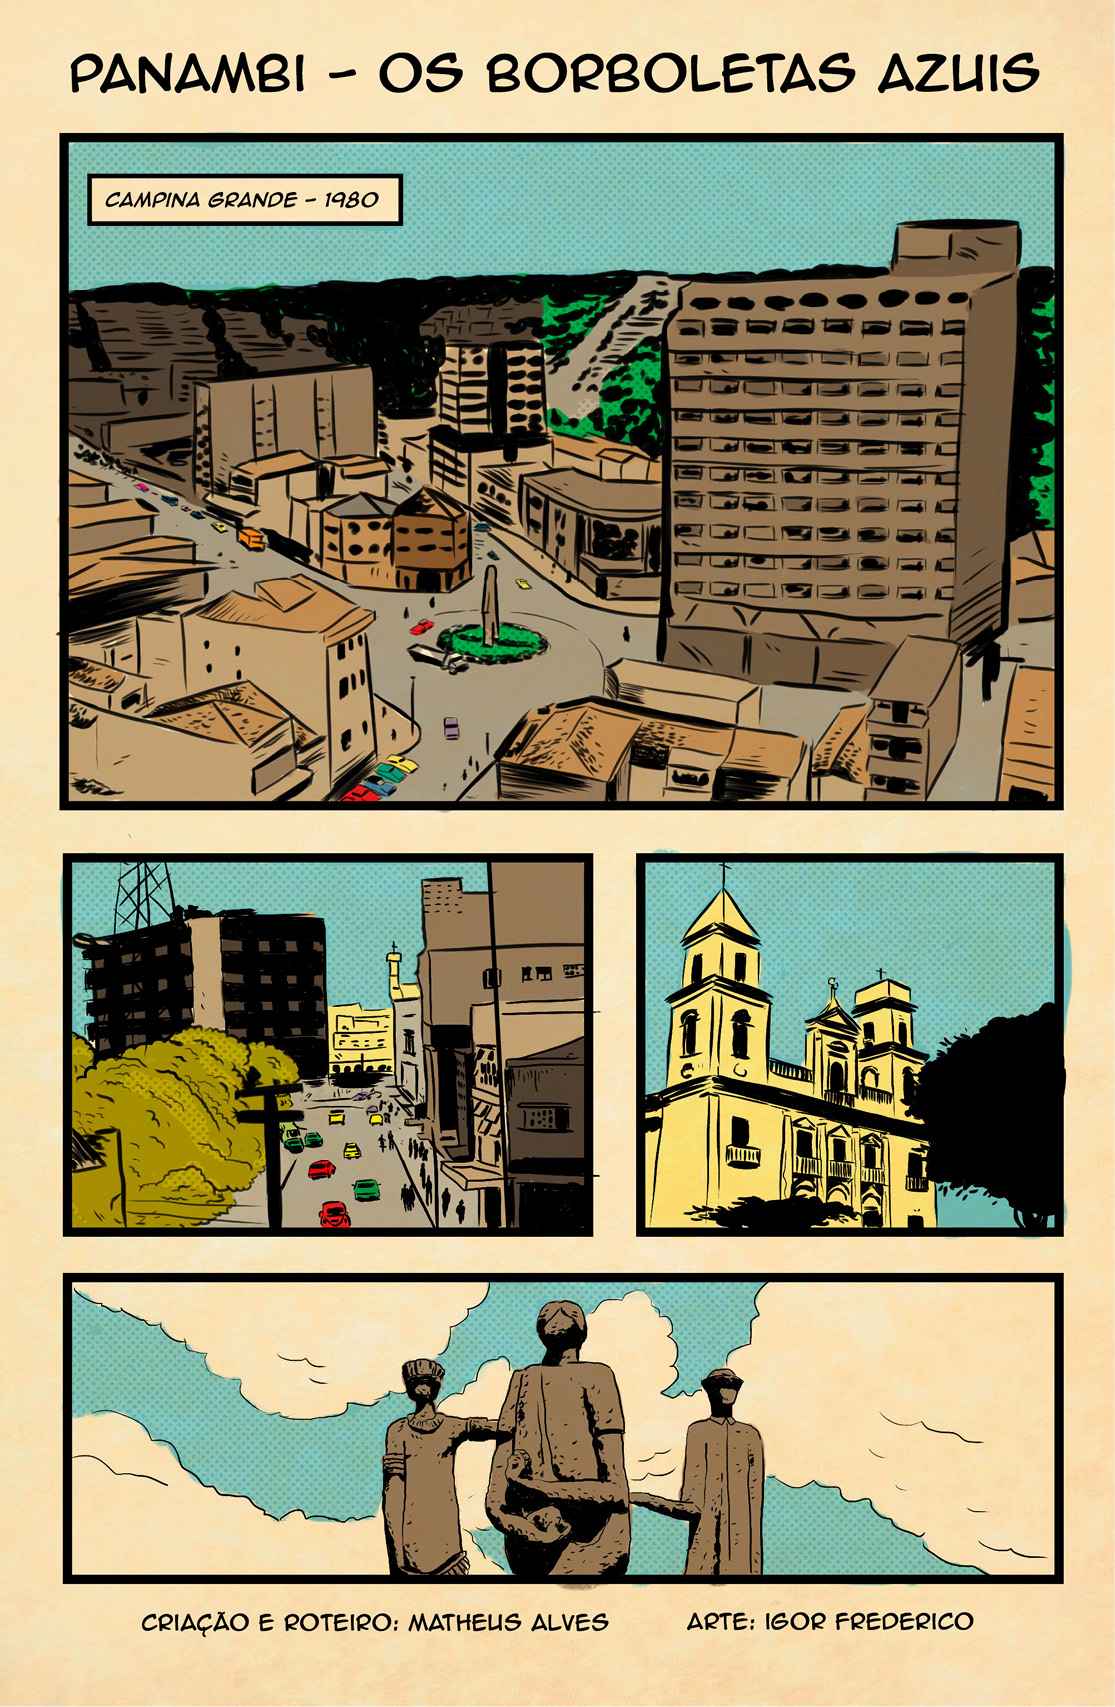 PANAMBI - OS BORBOLETAS AZUIS
CAMPINA GRANDE - 1980
CRIAÇÃO E ROTEIRO: MATHEUS ALVES
ARTE: IGOR FREDERICO